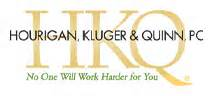 HKQ
HOURIGAN, KLUGER & QUINN, PC
No One Will Work Harder for You ®